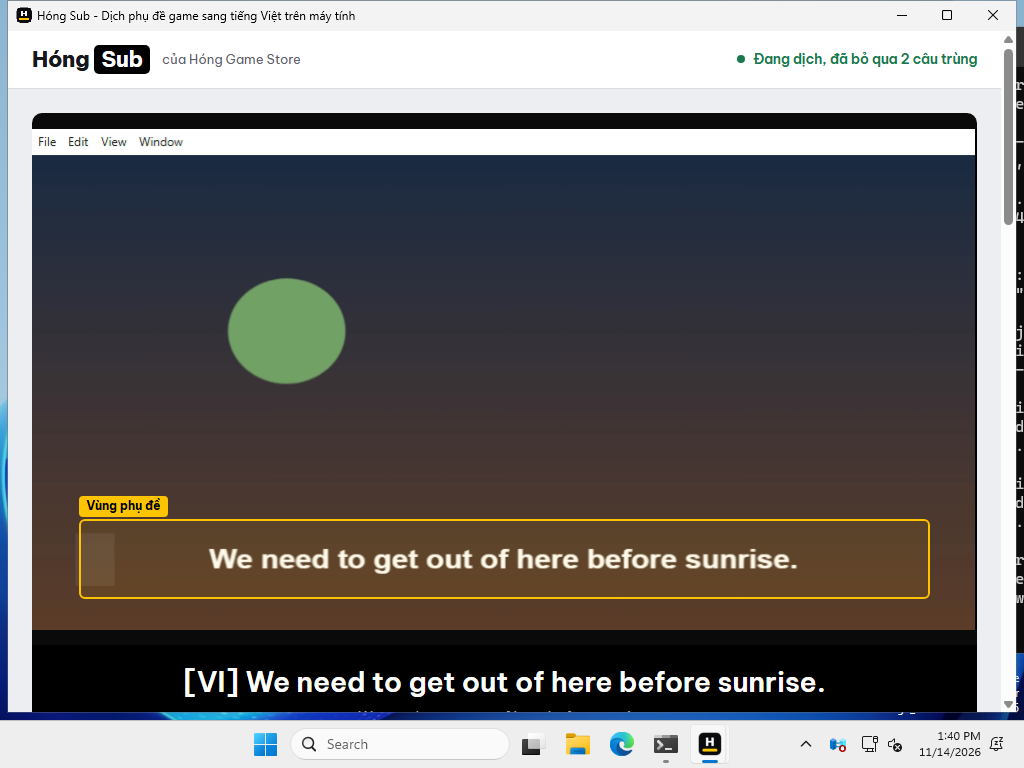 Hóng Sub - Dịch phụ đề game sang tiếng Việt trên máy tính
Hóng Sub của Hóng Game Store
Đang dịch, đã bỏ qua 2 câu trùng
File Edit View Window
Vùng phụ đề
We need to get out of here before sunrise.
[VI] We need to get out of here before sunrise.
H
Search
1:40 PM
11/14/2026